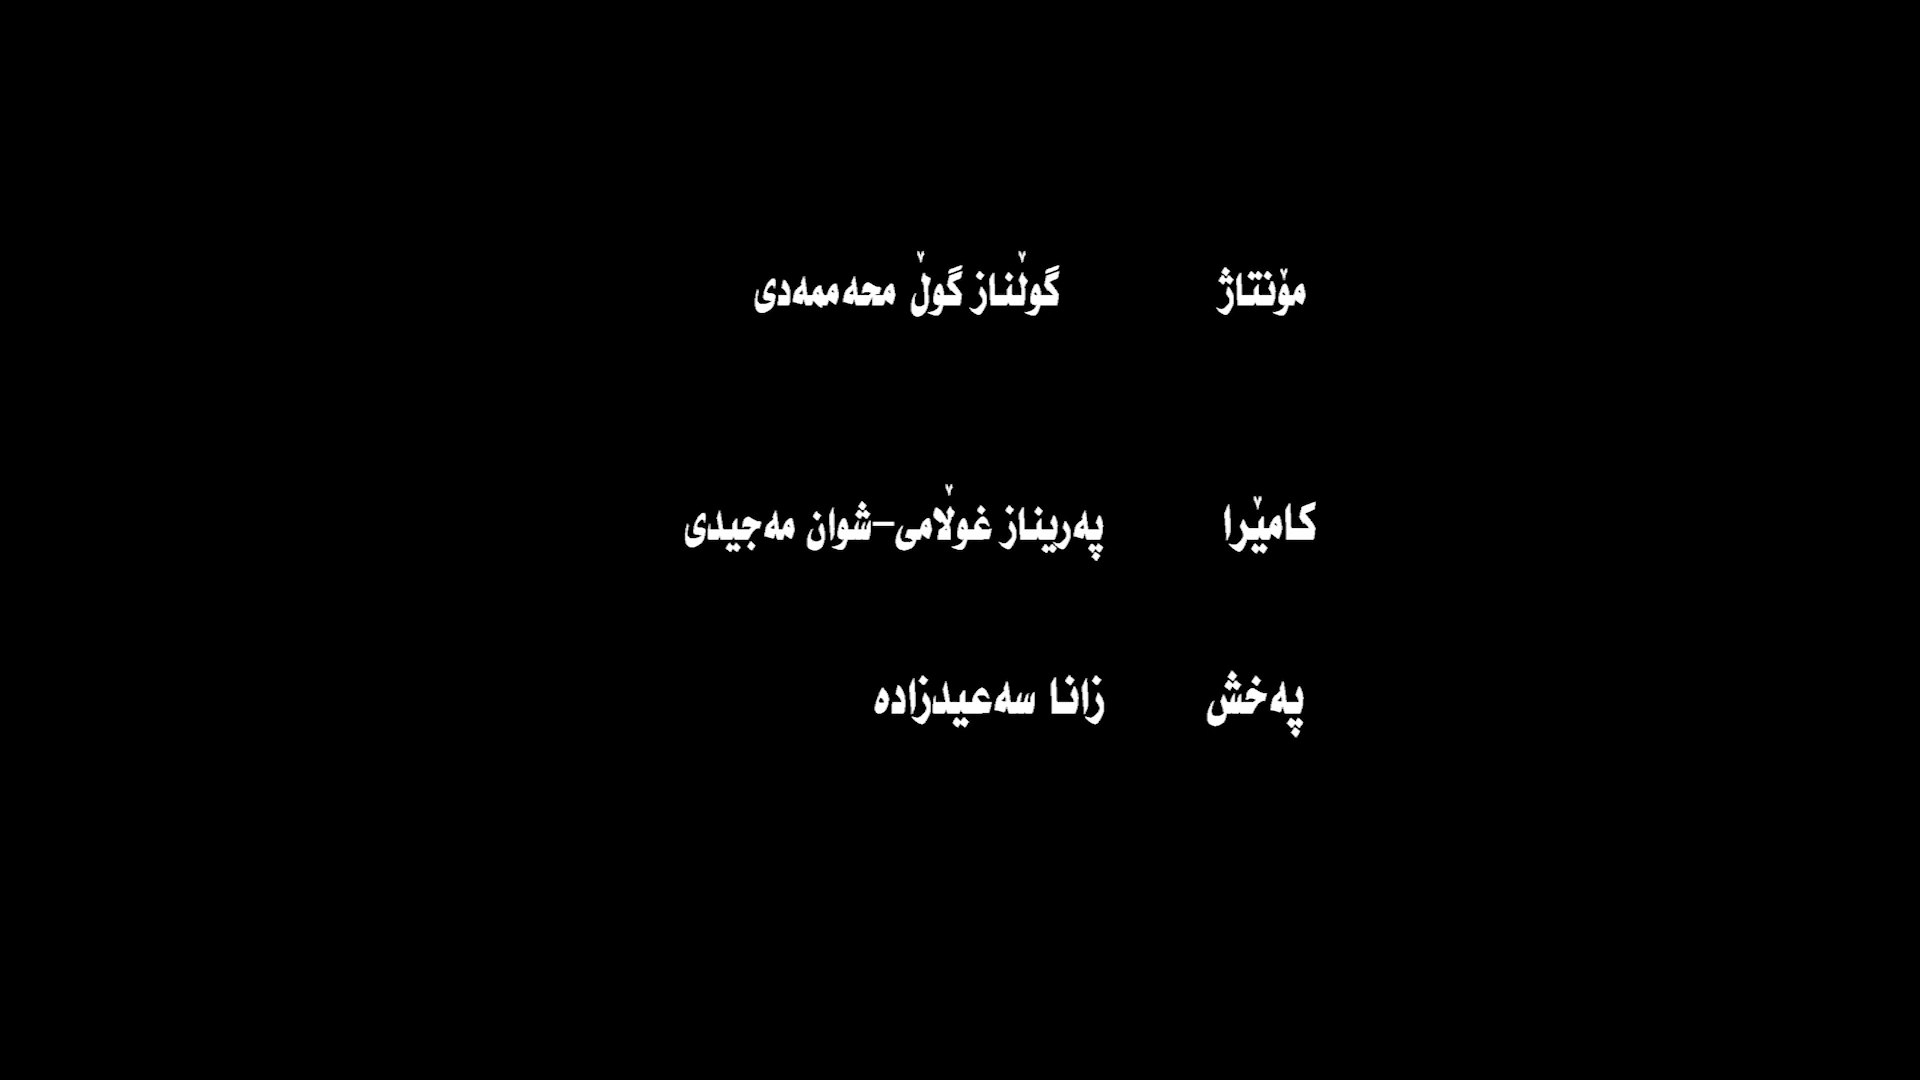 مۆنتاژ گوڵناز گوڵ محەممەدی
کامێرا پەریناز غوڵامی-شوان مەجیدی
پەخش زانا سەعیدزادە